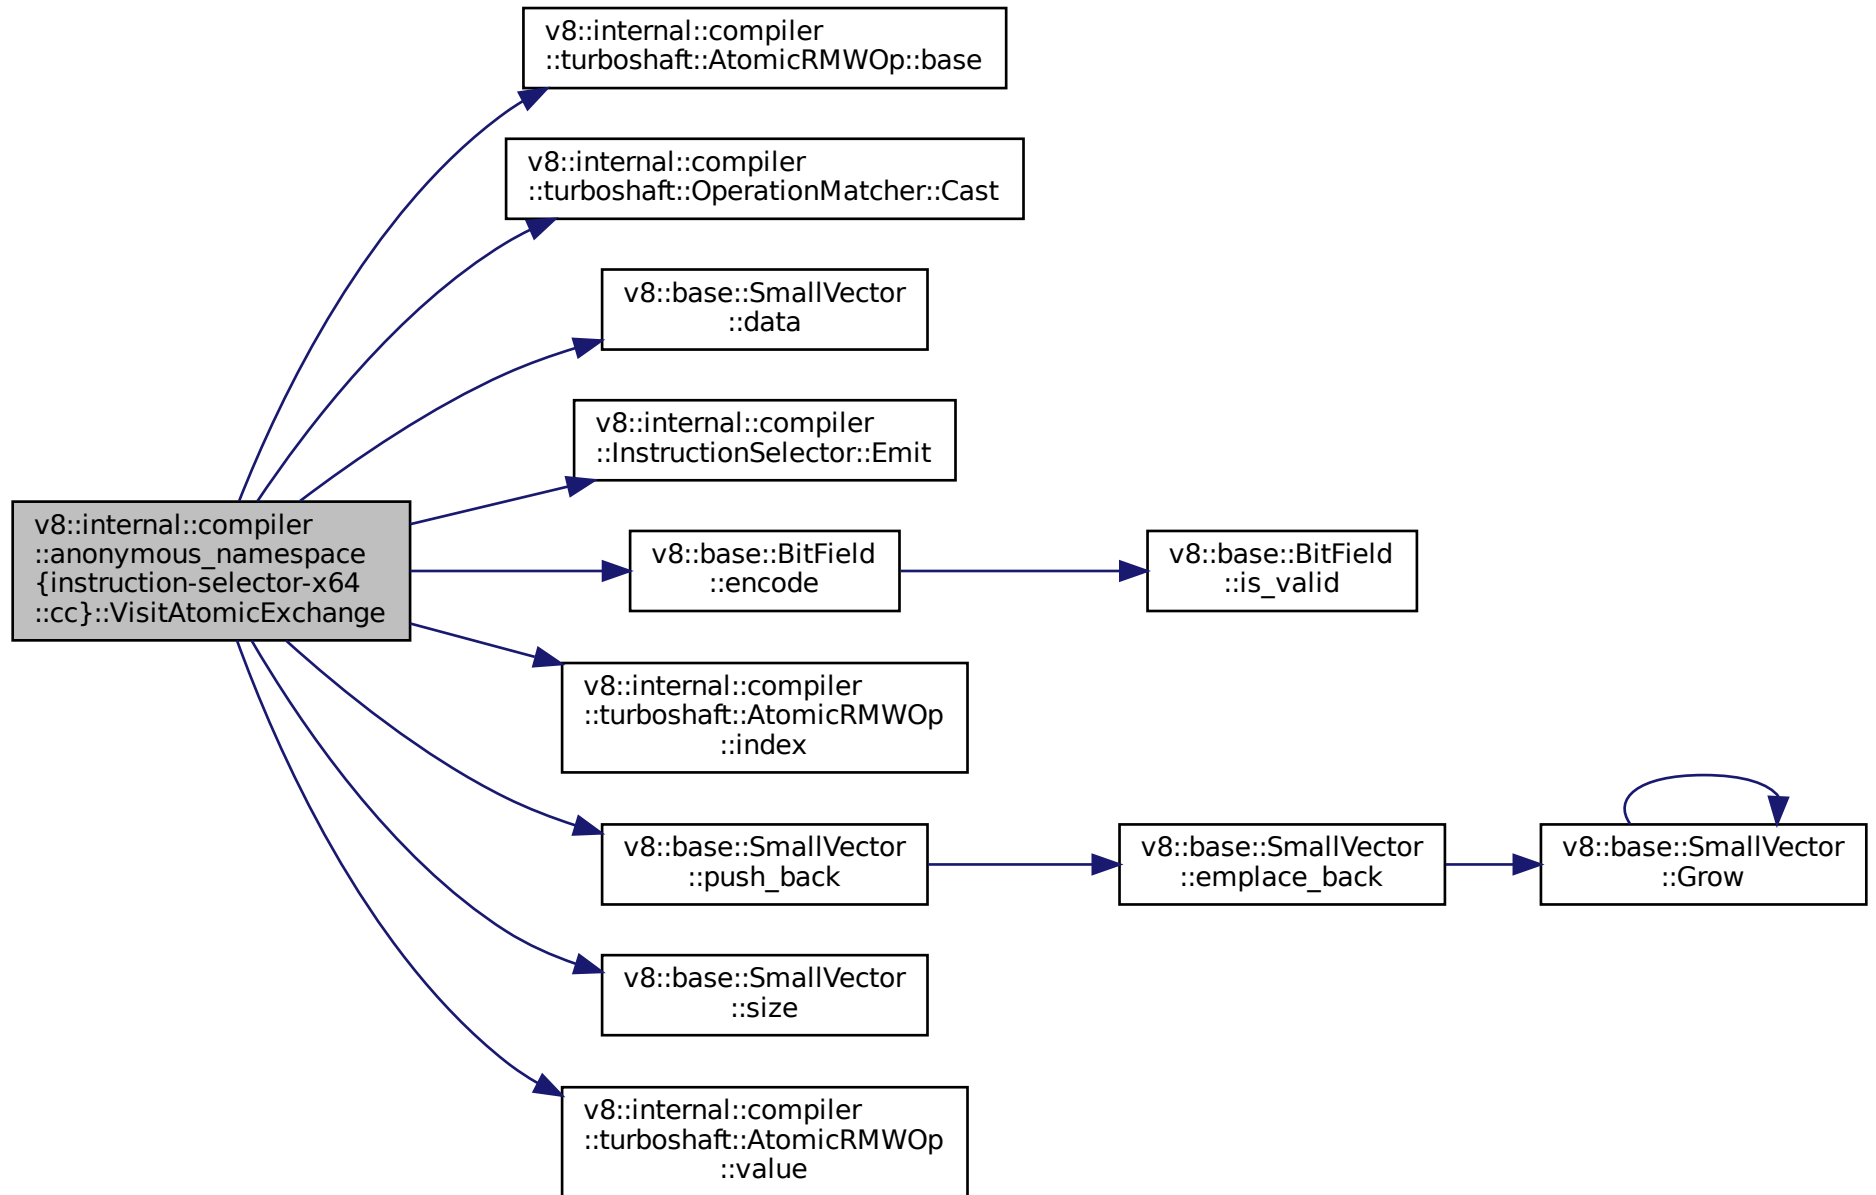 v8::internal::compiler
::turboshaft::AtomicRMWOp::base
v8::internal::compiler
::turboshaft::OperationMatcher::Cast
v8::base::SmallVector
::data
v8::internal::compiler
::InstructionSelector::Emit
v8::internal::compiler
::anonymous_namespace
{instruction-selector-x64
::cc}::VisitAtomicExchange
v8::base::BitField
::encode
v8::base::BitField
::is_valid
v8::internal::compiler
::turboshaft::AtomicRMWOp
::index
v8::base::SmallVector
::push_back
v8::base::SmallVector
::emplace_back
v8::base::SmallVector
::Grow
v8::base::SmallVector
::size
v8::internal::compiler
::turboshaft::AtomicRMWOp
::value